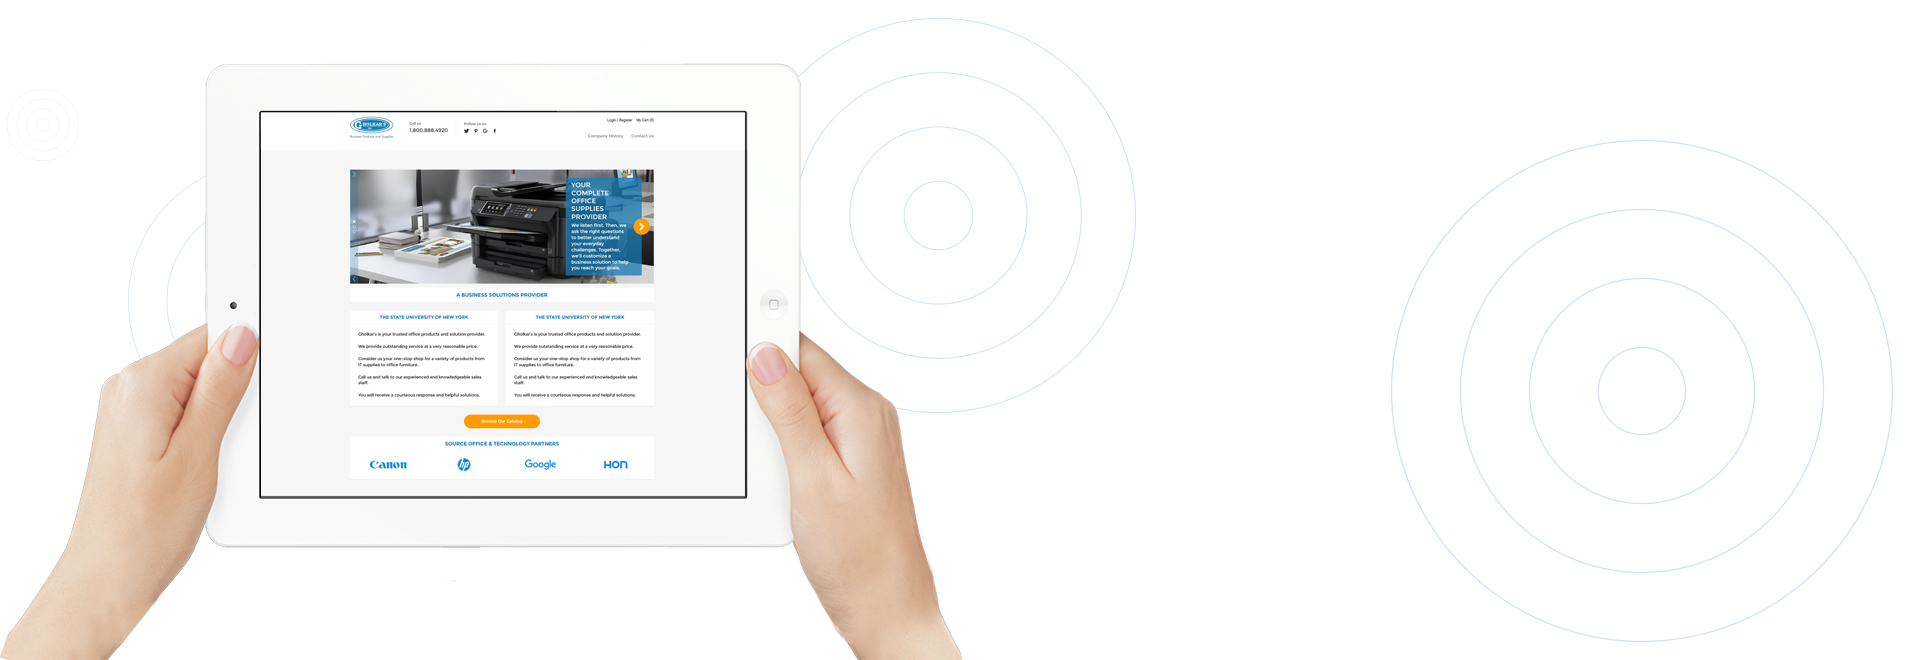 GHOLKAR'S
Business Products and Supplies
Call us
1.800.888.4920
Follow us on:
Login / Register My Cart (0)
Company History Contact Us
YOUR
COMPLETE
OFFICE
SUPPLIES
PROVIDER
We listen first. Then, we
ask the right questions
to better understand
your everyday
challenges. Together,
we'll customize a
business solution to help
you reach your goals.
A BUSINESS SOLUTIONS PROVIDER
THE STATE UNIVERSITY OF NEW YORK
Gholkar's is your trusted office products and solution provider.
We provide outstanding service at a very reasonable price.
Consider us your one-stop shop for a variety of products from
IT supplies to office furniture.
Call us and talk to our experienced and knowledgeable sales
staff.
You will receive a courteous response and helpful solutions.
THE STATE UNIVERSITY OF NEW YORK
Gholkar's is your trusted office products and solution provider.
We provide outstanding service at a very reasonable price.
Consider us your one-stop shop for a variety of products from
IT supplies to office furniture.
Call us and talk to our experienced and knowledgeable sales
staff.
You will receive a courteous response and helpful solutions.
Browse Our Catalog
SOURCE OFFICE & TECHNOLOGY PARTNERS
Canon
hp
Google
HON